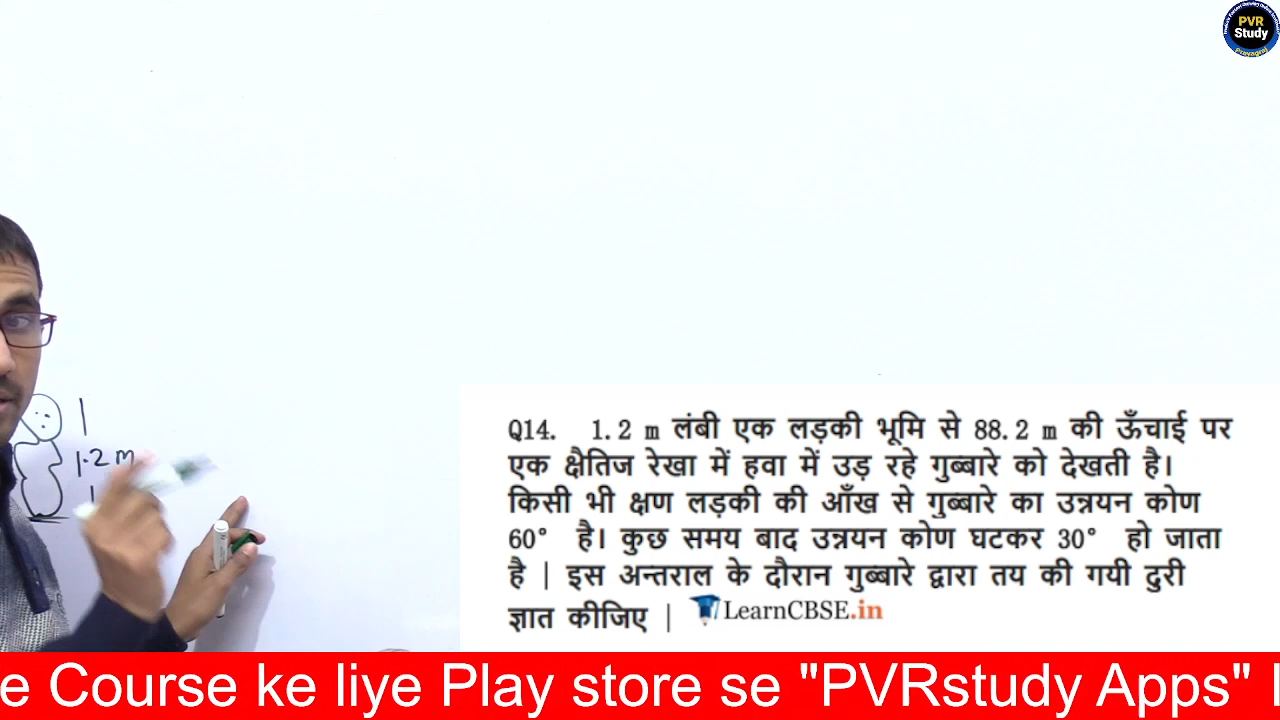 PVR
Study
Prayagraj
1.2 m
Q14. 1.2 m लंबी एक लड़की भूमि से 88.2 m की ऊँचाई पर
एक क्षैतिज रेखा में हवा में उड़ रहे गुब्बारे को देखती है।
किसी भी क्षण लड़की की आँख से गुब्बारे का उन्नयन कोण
60° है। कुछ समय बाद उन्नयन कोण घटकर 30° हो जाता
है | इस अन्तराल के दौरान गुब्बारे द्वारा तय की गयी दुरी
ज्ञात कीजिए |
LearnCBSE.in
e Course ke liye Play store se "PVRstudy Apps" |